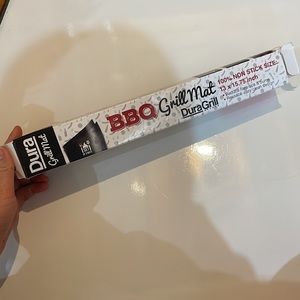 Dura
Grill Mat
BBQ
Grill Mat
DuraGrill
100% NON STICK SIZE:
13 x 15.75 inch